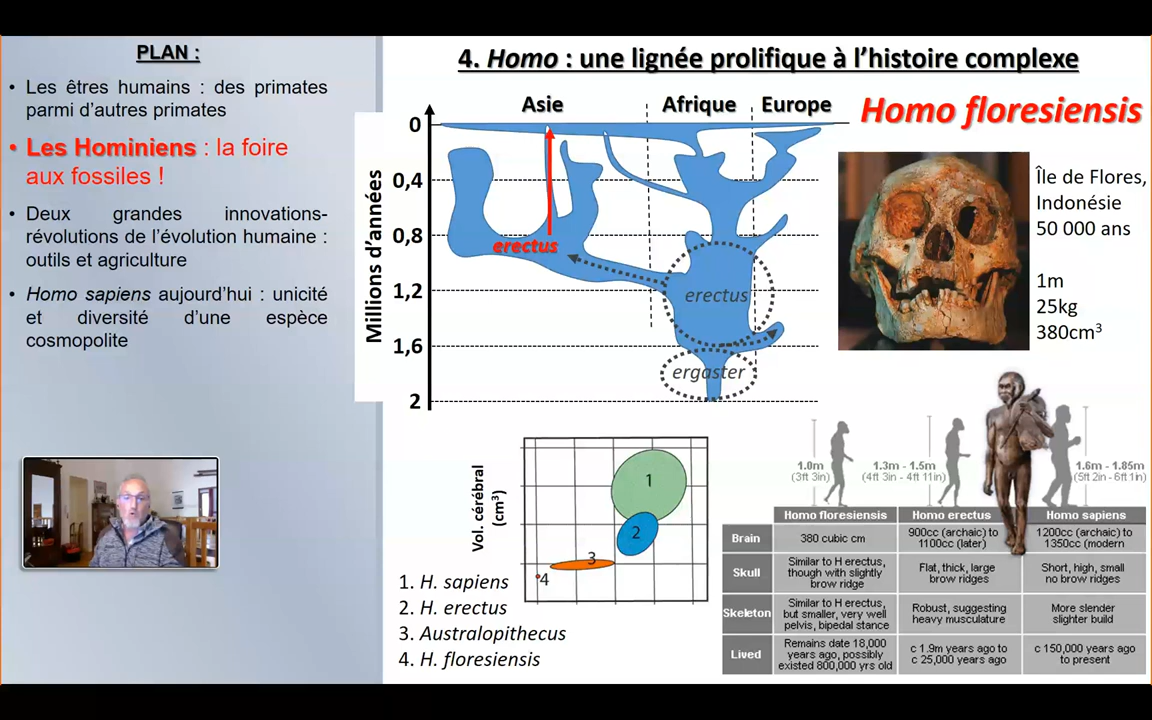 PLAN :
• Les êtres humains : des primates
parmi d'autres primates
• Les Hominiens : la foire
aux fossiles !
• Deux grandes innovations-
révolutions de l'évolution humaine :
outils et agriculture
• Homo sapiens aujourd'hui : unicité
et diversité d'une espèce
cosmopolite
4. Homo : une lignée prolifique à l'histoire complexe
Asie Afrique Europe
Millions d'années
0
0,4
0,8
1,2
1,6
2
erectus
erectus
ergaster
Homo floresiensis
Île de Flores,
Indonésie
50 000 ans
1m
25kg
380cm³
Vol. cérébral
(cm³)
1
2
3
4
1. H. sapiens
2. H. erectus
3. Australopithecus
4. H. floresiensis
1.0m
(3ft 3in)
1.3m - 1.5m
(4ft 3in - 4ft 11in)
1.6m - 1.85m
(5ft 2in - 6ft 1in)
Homo floresiensis Homo erectus Homo sapiens
Brain
380 cubic cm
900cc (archaic) to
1100cc (later)
1200cc (archaic) to
1350cc (modern
Skull
Similar to H erectus,
though with slightly
brow ridge
Flat, thick, large
brow ridges
Short, high, small
no brow ridges
Skeleton
Similar to H erectus,
but smaller, very well
pelvis, bipedal stance
Robust, suggesting
heavy musculature
More slender
slighter build
Lived
Remains date 18,000
years ago, possibly
existed 800,000 yrs old
c 1.9m years ago to
c 25,000 years ago
c 150,000 years ago
to present